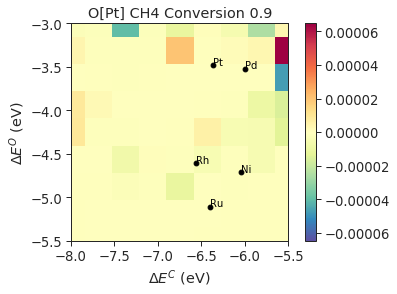 O[Pt] CH4 Conversion 0.9
−3.0
−3.5
−4.0
−4.5
−5.0
−5.5
ΔE^O (eV)
Pt
Pd
Rh
Ni
Ru
−8.0 −7.5 −7.0 −6.5 −6.0 −5.5
ΔE^C (eV)
0.00006
0.00004
0.00002
0.00000
−0.00002
−0.00004
−0.00006